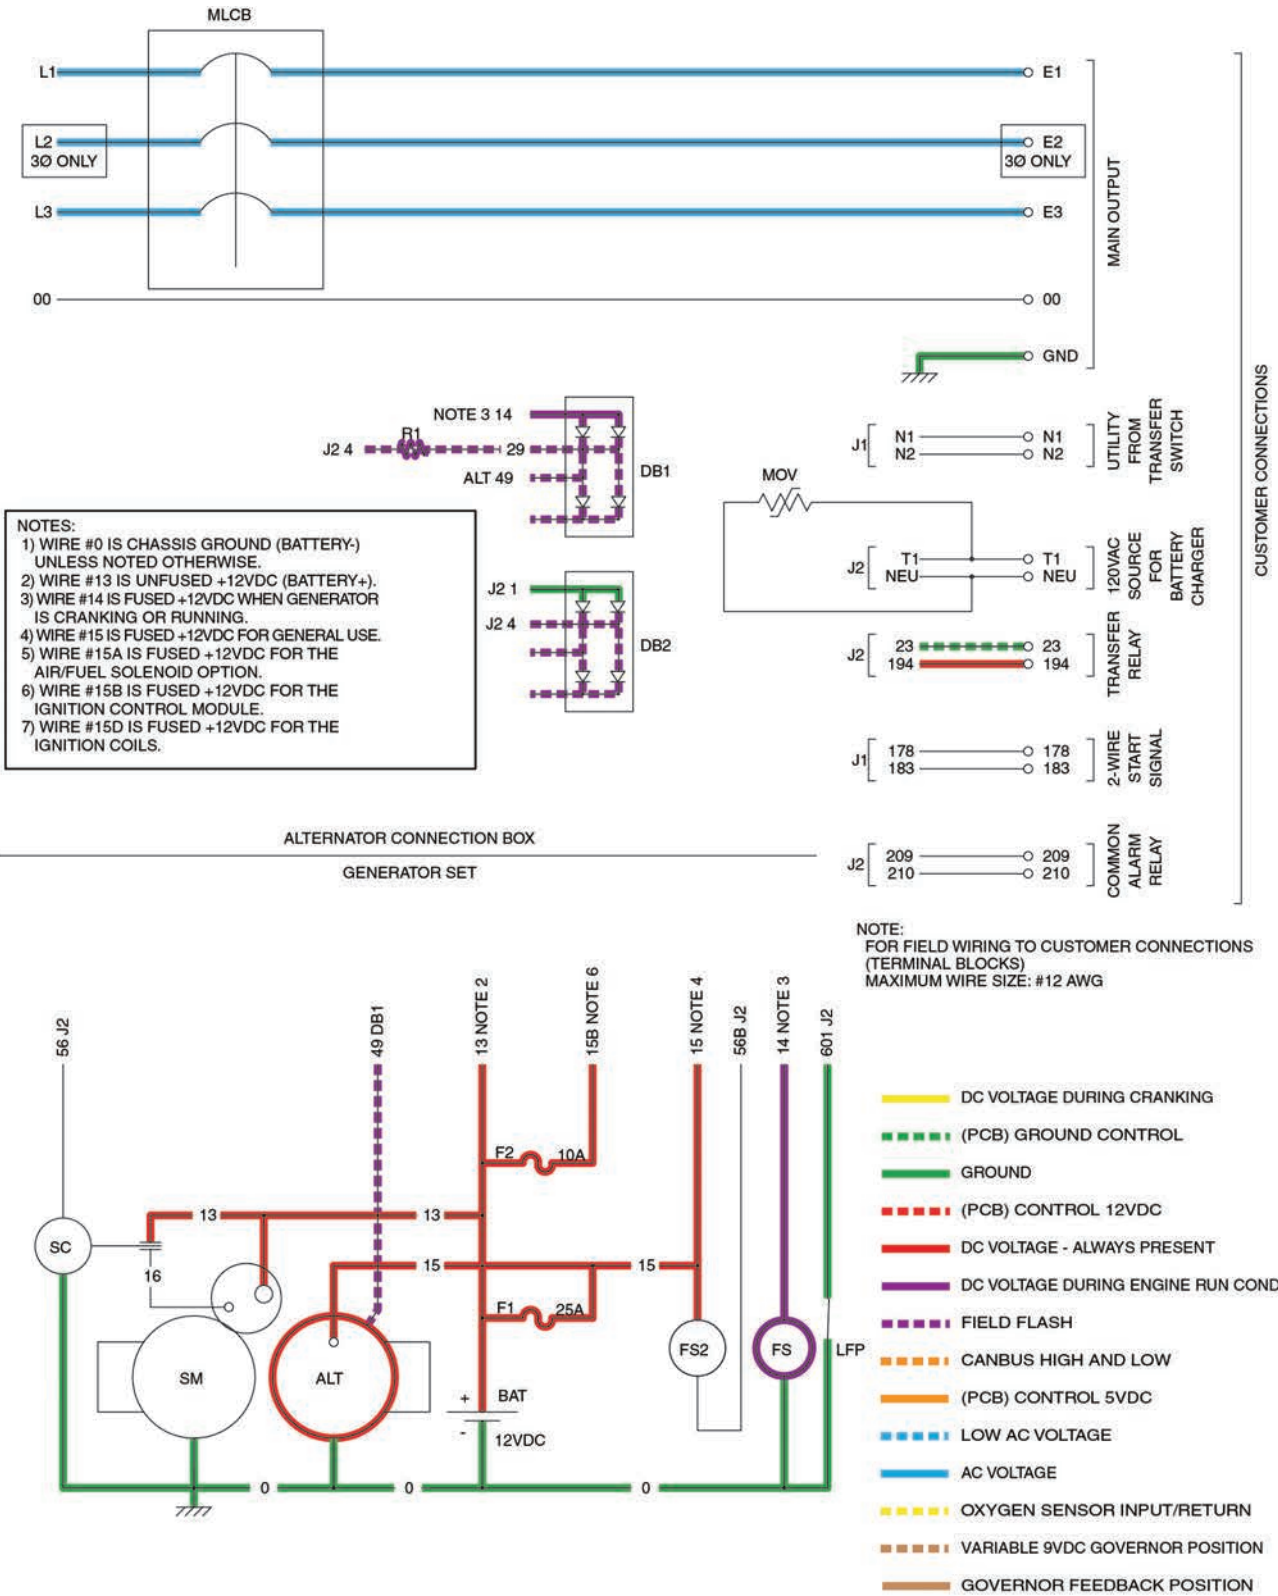 MLCB
L1
E1
L2
3Ø ONLY
E2
3Ø ONLY
L3
E3
00
00
GND
MAIN OUTPUT
CUSTOMER CONNECTIONS
NOTE 3 14
J2 4
R1
29
ALT 49
DB1
J2 1
J2 4
DB2
J1
N1
N2
N1
N2
UTILITY
FROM
TRANSFER
SWITCH
MOV
J2
T1
NEU
T1
NEU
120VAC
SOURCE
FOR
BATTERY
CHARGER
J2
23
194
23
194
TRANSFER
RELAY
J1
178
183
178
183
2-WIRE
START
SIGNAL
J2
209
210
209
210
COMMON
ALARM
RELAY
NOTES:
1) WIRE #0 IS CHASSIS GROUND (BATTERY-)
UNLESS NOTED OTHERWISE.
2) WIRE #13 IS UNFUSED +12VDC (BATTERY+).
3) WIRE #14 IS FUSED +12VDC WHEN GENERATOR
IS CRANKING OR RUNNING.
4) WIRE #15 IS FUSED +12VDC FOR GENERAL USE.
5) WIRE #15A IS FUSED +12VDC FOR THE
AIR/FUEL SOLENOID OPTION.
6) WIRE #15B IS FUSED +12VDC FOR THE
IGNITION CONTROL MODULE.
7) WIRE #15D IS FUSED +12VDC FOR THE
IGNITION COILS.
ALTERNATOR CONNECTION BOX
GENERATOR SET
NOTE:
FOR FIELD WIRING TO CUSTOMER CONNECTIONS
(TERMINAL BLOCKS)
MAXIMUM WIRE SIZE: #12 AWG
56 J2
49 DB1
13 NOTE 2
15B NOTE 6
15 NOTE 4
56B J2
14 NOTE 3
601 J2
F2
10A
13
13
SC
16
15
15
F1
25A
SM
ALT
+
BAT
-
12VDC
FS2
FS
LFP
0
0
0
DC VOLTAGE DURING CRANKING
(PCB) GROUND CONTROL
GROUND
(PCB) CONTROL 12VDC
DC VOLTAGE - ALWAYS PRESENT
DC VOLTAGE DURING ENGINE RUN COND
FIELD FLASH
CANBUS HIGH AND LOW
(PCB) CONTROL 5VDC
LOW AC VOLTAGE
AC VOLTAGE
OXYGEN SENSOR INPUT/RETURN
VARIABLE 9VDC GOVERNOR POSITION
GOVERNOR FEEDBACK POSITION